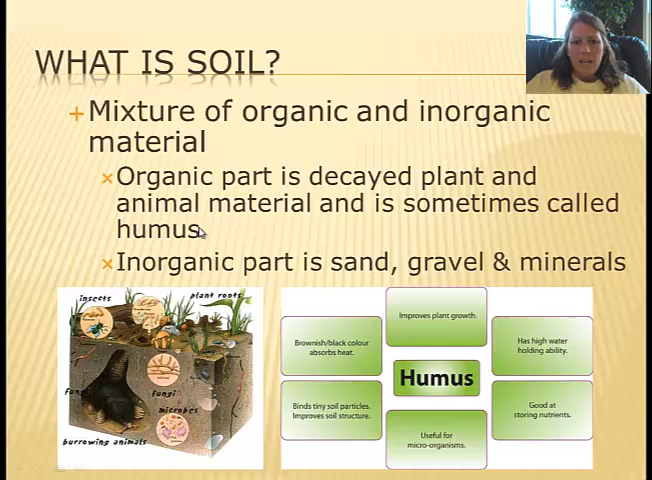 WHAT IS SOIL?
Mixture of organic and inorganic
material
Organic part is decayed plant and
animal material and is sometimes called
humus
Inorganic part is sand, gravel & minerals
insects
plant roots
fungi
fungi
microbes
burrowing animals
Improves plant growth.
Brownish/black colour
absorbs heat.
Has high water
holding ability.
Humus
Binds tiny soil particles.
Improves soil structure.
Good at
storing nutrients.
Useful for
micro-organisms.